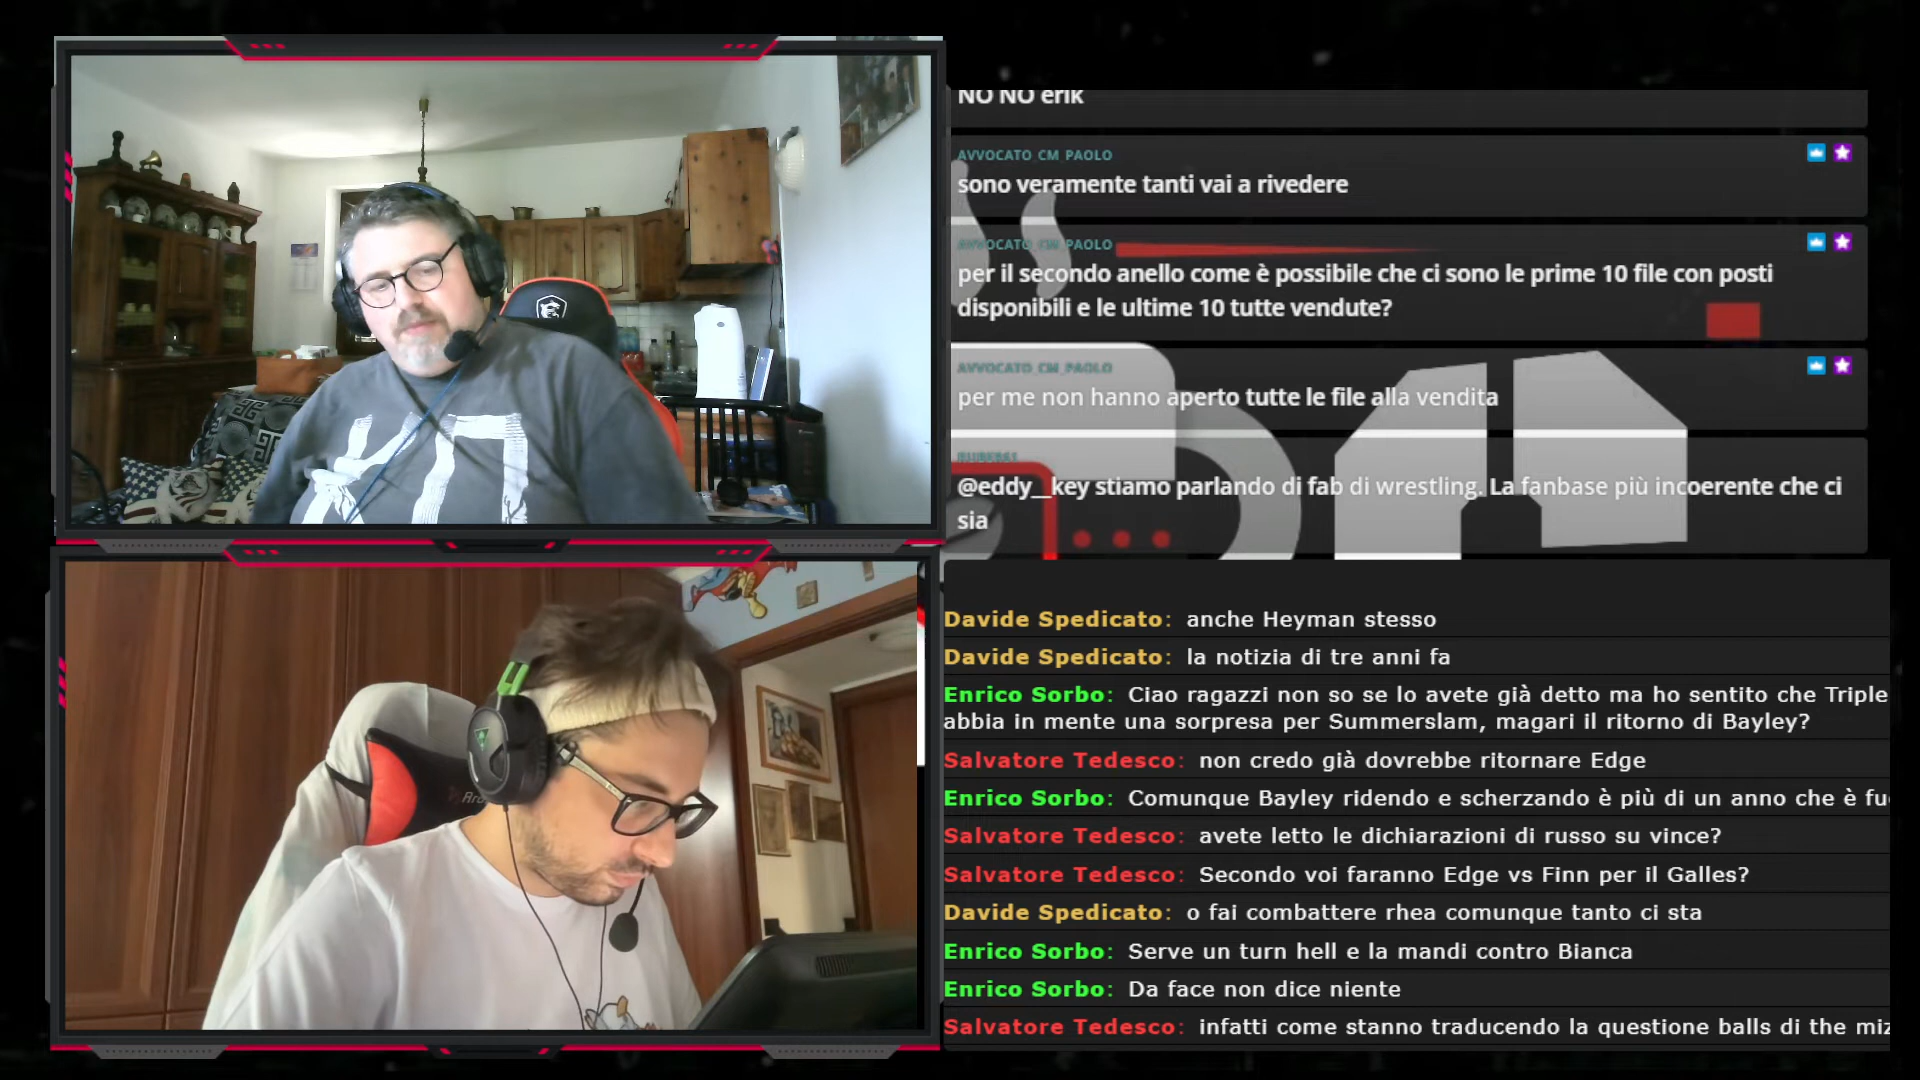 NO NO erik
AVVOCATO_CM_PAOLO
sono veramente tanti vai a rivedere
AVVOCATO_CM_PAOLO
per il secondo anello come è possibile che ci sono le prime 10 file con posti
disponibili e le ultime 10 tutte vendute?
AVVOCATO_CM_PAOLO
per me non hanno aperto tutte le file alla vendita
@eddy__key stiamo parlando di fab di wrestling. La fanbase più incoerente che ci
sia
Davide Spedicato: anche Heyman stesso
Davide Spedicato: la notizia di tre anni fa
Enrico Sorbo: Ciao ragazzi non so se lo avete già detto ma ho sentito che Triple
abbia in mente una sorpresa per Summerslam, magari il ritorno di Bayley?
Salvatore Tedesco: non credo già dovrebbe ritornare Edge
Enrico Sorbo: Comunque Bayley ridendo e scherzando è più di un anno che è fu
Salvatore Tedesco: avete letto le dichiarazioni di russo su vince?
Salvatore Tedesco: Secondo voi faranno Edge vs Finn per il Galles?
Davide Spedicato: o fai combattere rhea comunque tanto ci sta
Enrico Sorbo: Serve un turn hell e la mandi contro Bianca
Enrico Sorbo: Da face non dice niente
Salvatore Tedesco: infatti come stanno traducendo la questione balls di the miz